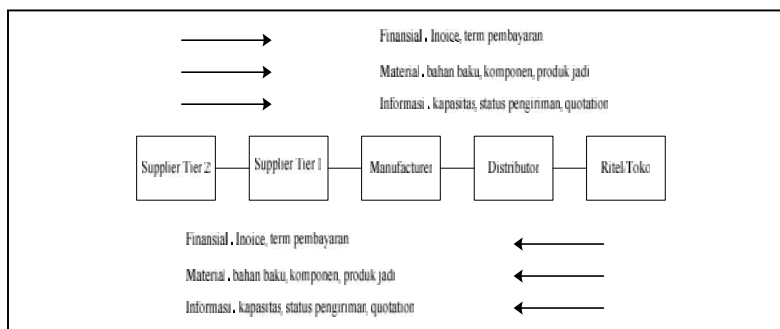 Finansial . Inoice, term pembayaran
Material . bahan baku, komponen, produk jadi
Informasi . kapasitas, status pengiriman, quotation
Supplier Tier 2
Supplier Tier 1
Manufacturer
Distributor
Ritel/Toko
Finansial . Inoice, term pembayaran
Material . bahan baku, komponen, produk jadi
Informasi . kapasitas, status pengiriman, quotation